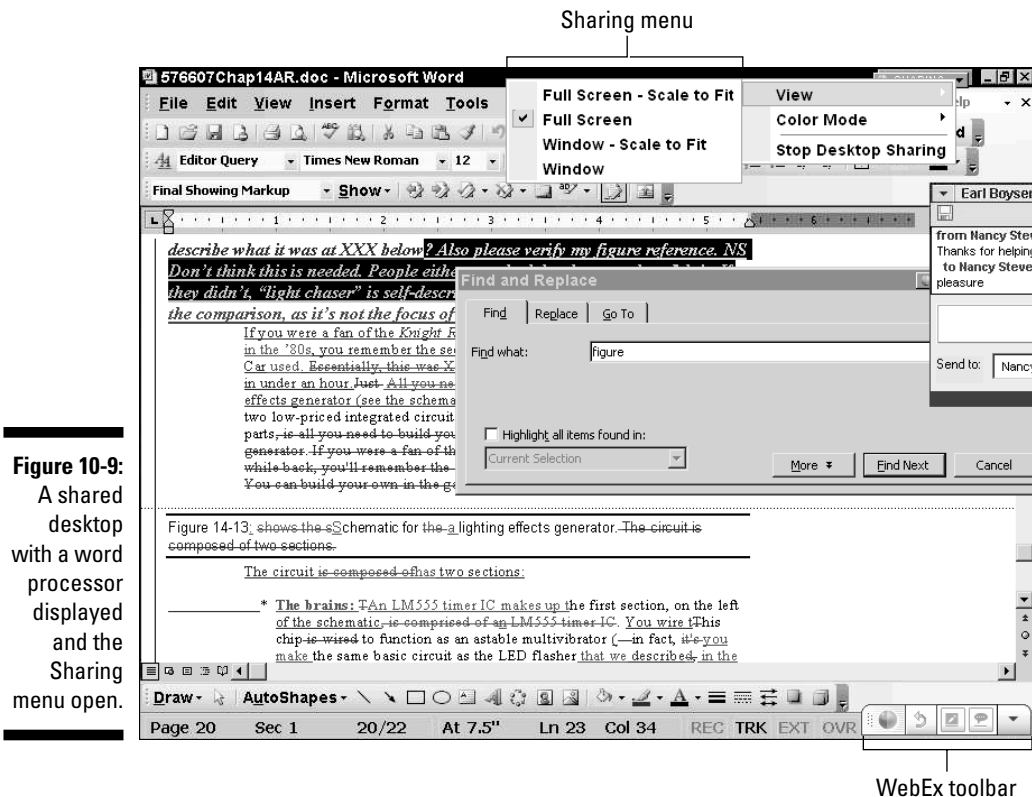 Sharing menu
576607Chap14AR.doc - Microsoft Word
File Edit View Insert Format Tools
Full Screen - Scale to Fit
Full Screen
Window - Scale to Fit
Window
View
Color Mode
Stop Desktop Sharing
Editor Query Times New Roman 12
Final Showing Markup Show
1 2 3 4 5 6
Earl Boysen
from Nancy Stev
Thanks for helping
to Nancy Steve
pleasure
Send to: Nancy
describe what it was at XXX below? Also please verify my figure reference. NS
Don't think this is needed. People eithe
they didn't, "light chaser" is self-descri
the comparison, as it's not the focus of
If you were a fan of the Knight R
in the '80s, you remember the se
Car used. Essentially, this was X
in under an hour. Just All you ne
effects generator (see the schema
two low-priced integrated circuit
parts, is all you need to build you
generator. If you were a fan of th
while back, you'll remember the
You can build your own in the g
Find and Replace
Find Replace Go To
Find what: figure
Highlight all items found in:
Current Selection
More Find Next Cancel
Figure 14-13: shows the sSchematic for the a lighting effects generator. The circuit is
composed of two sections.
The circuit is composed ofhas two sections:
* The brains: TAn LM555 timer IC makes up the first section, on the left
of the schematic, is comprised of an LM555 timer IC. You wire tThis
chip is wired to function as an astable multivibrator (—in fact, it's you
make the same basic circuit as the LED flasher that we described, in the
Draw AutoShapes
Page 20 Sec 1 20/22 At 7.5" Ln 23 Col 34 REC TRK EXT OVR
WebEx toolbar
Figure 10-9:
A shared
desktop
with a word
processor
displayed
and the
Sharing
menu open.